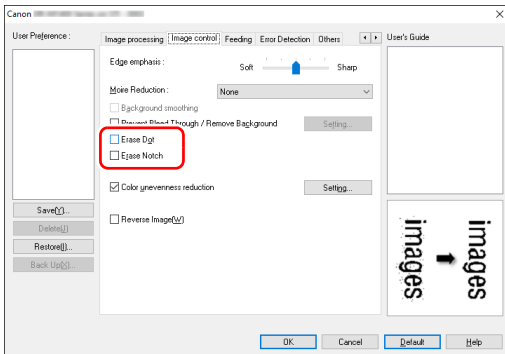 Canon
User Preference :
Save(Y)...
Delete(J)
Restore(I)...
Back Up(X)...
Image processing
Image control
Feeding
Error Detection
Others
Edge emphasis :
Soft
Sharp
Moire Reduction :
None
Background smoothing
Prevent Bleed Through / Remove Background
Setting...
Erase Dot
Erase Notch
Color unevenness reduction
Setting...
Reverse Image(W)
OK
Cancel
Default
Help
User's Guide
images
images